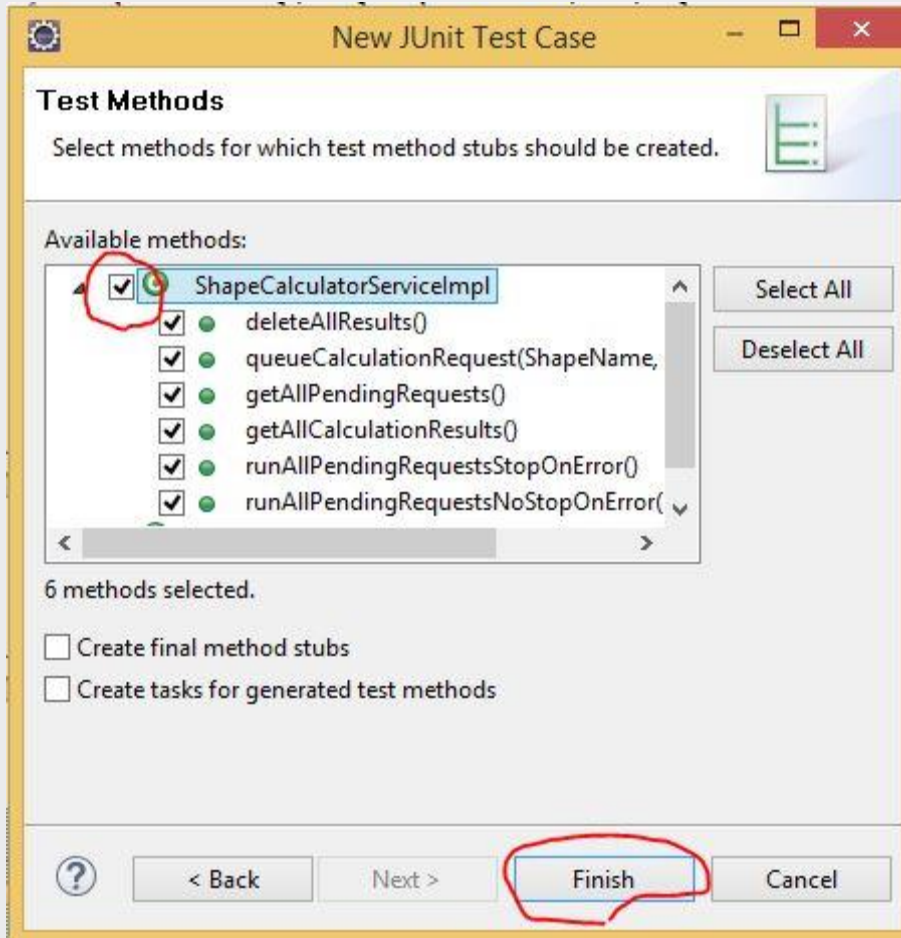 New JUnit Test Case
Test Methods
Select methods for which test method stubs should be created.
Available methods:
ShapeCalculatorServiceImpl
deleteAllResults()
queueCalculationRequest(ShapeName,
getAllPendingRequests()
getAllCalculationResults()
runAllPendingRequestsStopOnError()
runAllPendingRequestsNoStopOnError(
Select All
Deselect All
6 methods selected.
Create final method stubs
Create tasks for generated test methods
< Back
Next >
Finish
Cancel